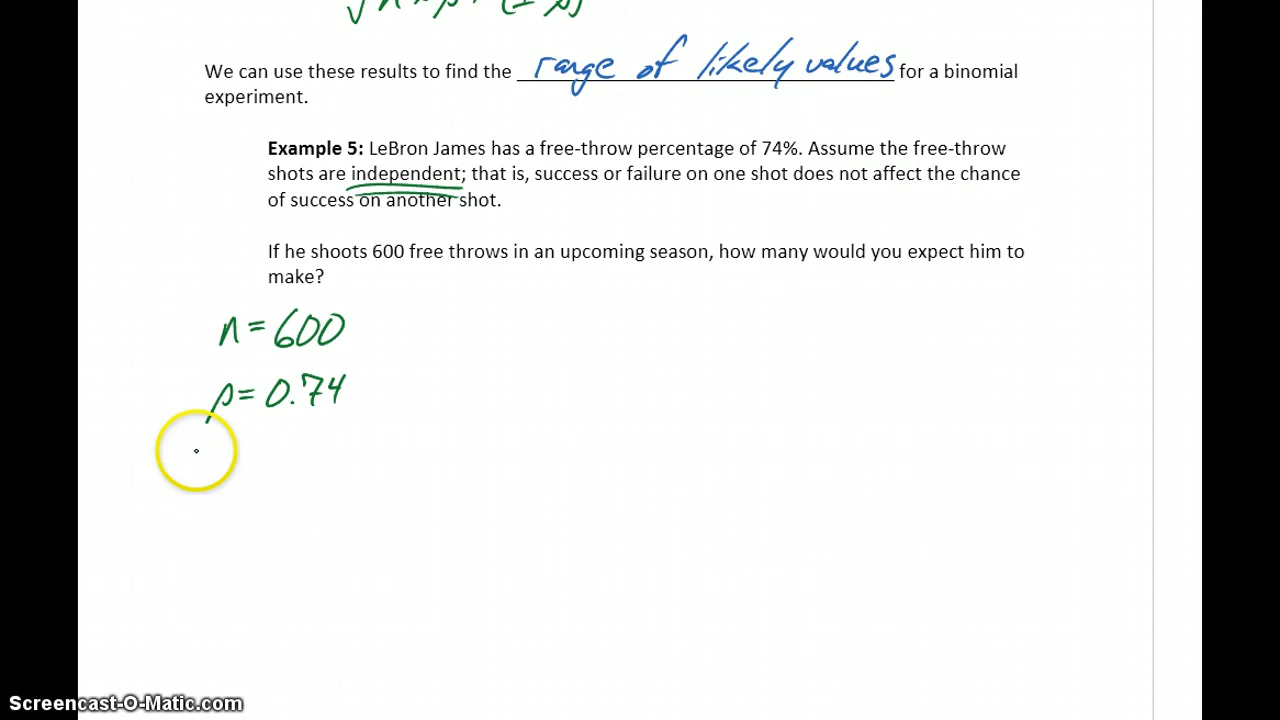 We can use these results to find the range of likely values for a binomial
experiment.
Example 5: LeBron James has a free-throw percentage of 74%. Assume the free-throw
shots are independent; that is, success or failure on one shot does not affect the chance
of success on another shot.
If he shoots 600 free throws in an upcoming season, how many would you expect him to
make?
n = 600
p = 0.74
Screencast-O-Matic.com